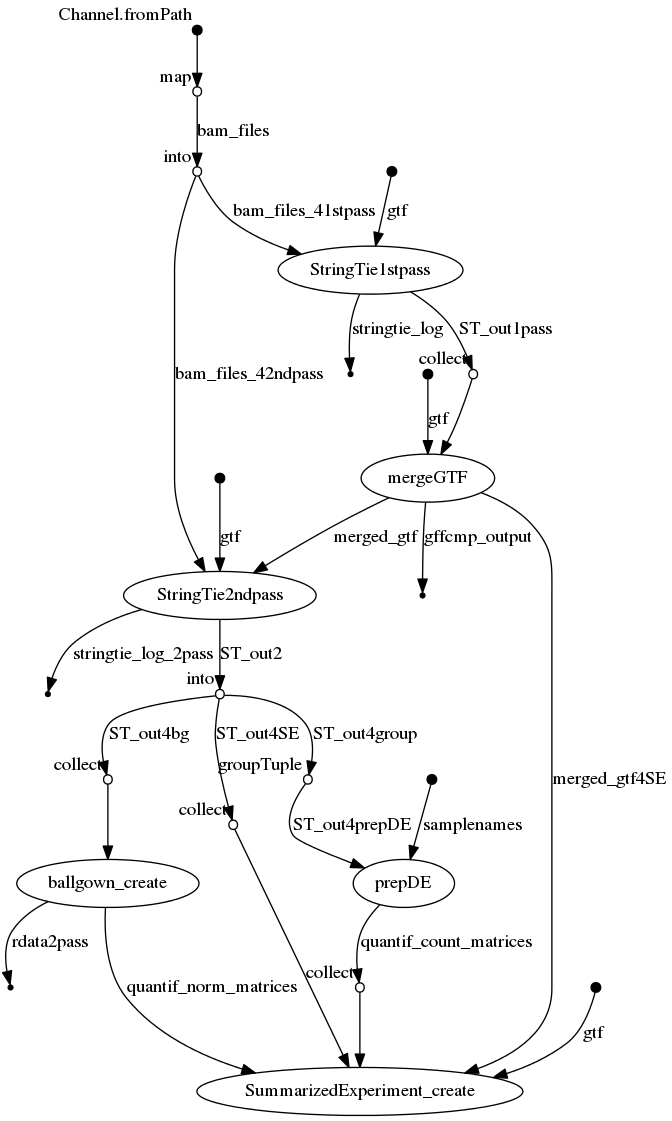 Channel.fromPath
map
bam_files
into
bam_files_41stpass
gtf
StringTie1stpass
stringtie_log
ST_out1pass
collect
bam_files_42ndpass
gtf
mergeGTF
gtf
merged_gtf
gffcmp_output
StringTie2ndpass
stringtie_log_2pass
ST_out2
into
ST_out4bg
ST_out4SE
ST_out4group
collect
groupTuple
merged_gtf4SE
collect
ST_out4prepDE
samplenames
ballgown_create
prepDE
rdata2pass
quantif_count_matrices
collect
quantif_norm_matrices
gtf
SummarizedExperiment_create